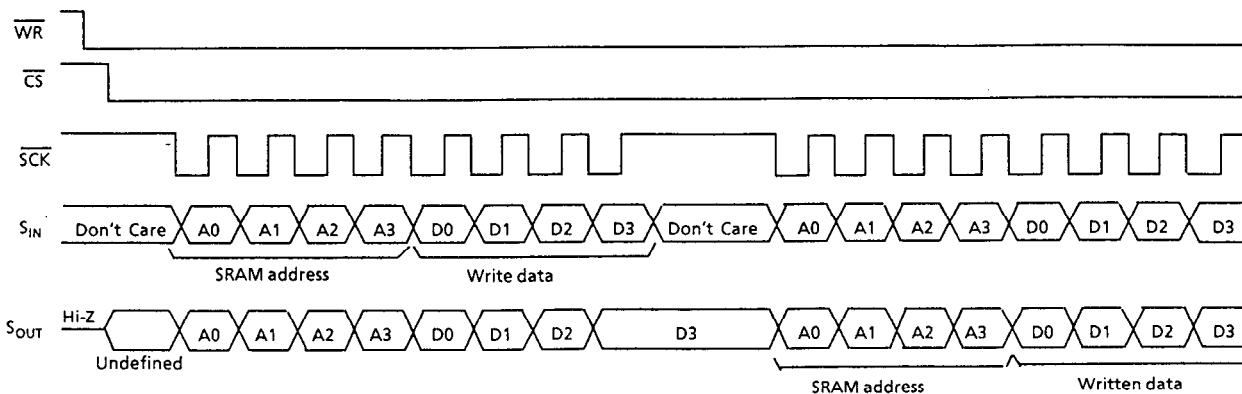 WR
CS
SCK
SIN Don't Care A0 A1 A2 A3 D0 D1 D2 D3 Don't Care A0 A1 A2 A3 D0 D1 D2 D3
SRAM address Write data
SOUT Hi-Z A0 A1 A2 A3 D0 D1 D2 D3 A0 A1 A2 A3 D0 D1 D2 D3
Undefined
SRAM address Written data